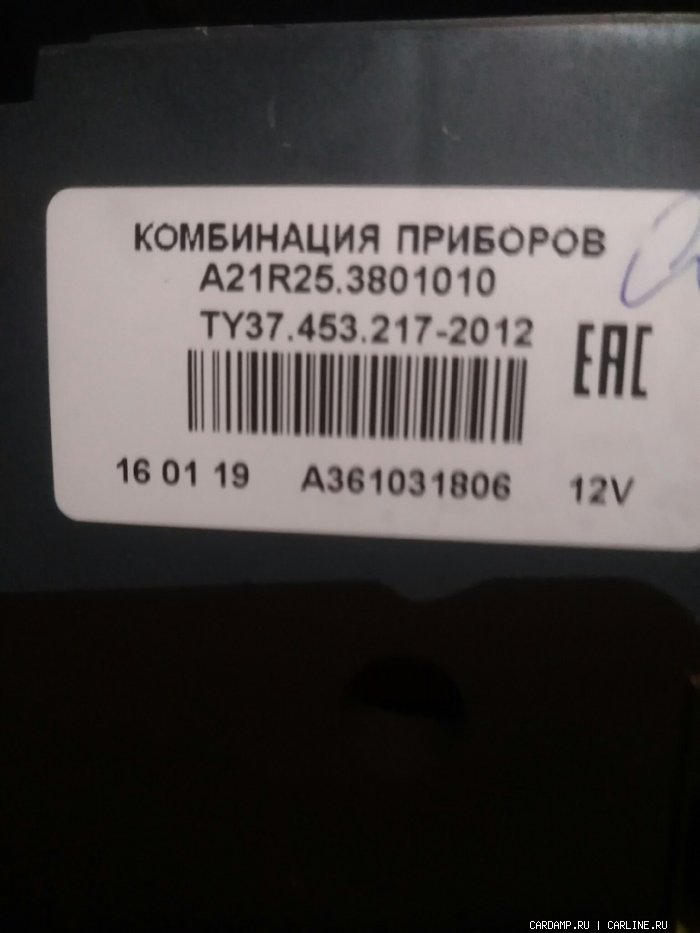 КОМБИНАЦИЯ ПРИБОРОВ
A21R25.3801010
ТУ37.453.217-2012
EAC
16 01 19 A361031806 12V
CARDAMP.RU | CARLINE.RU